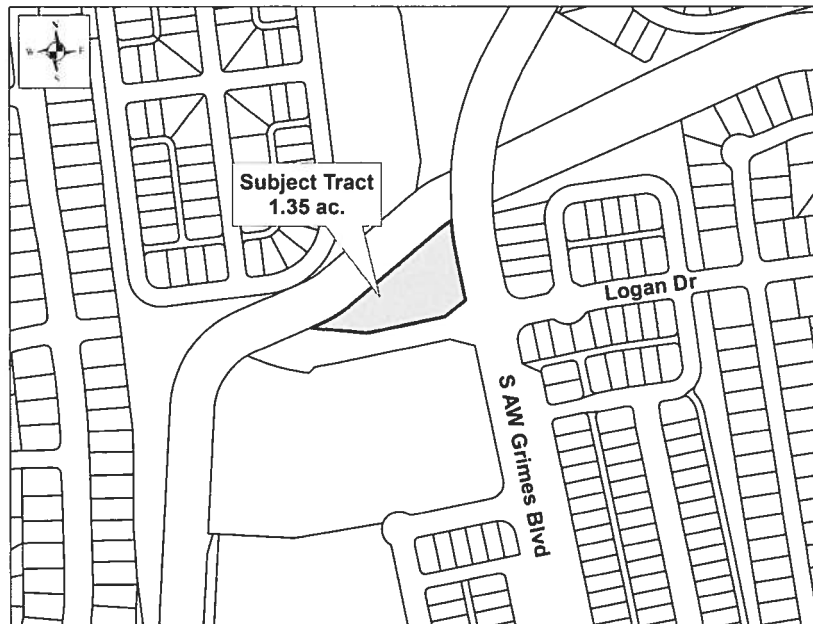 N
W E
S
Subject Tract
1.35 ac.
Logan Dr
S AW Grimes Blvd